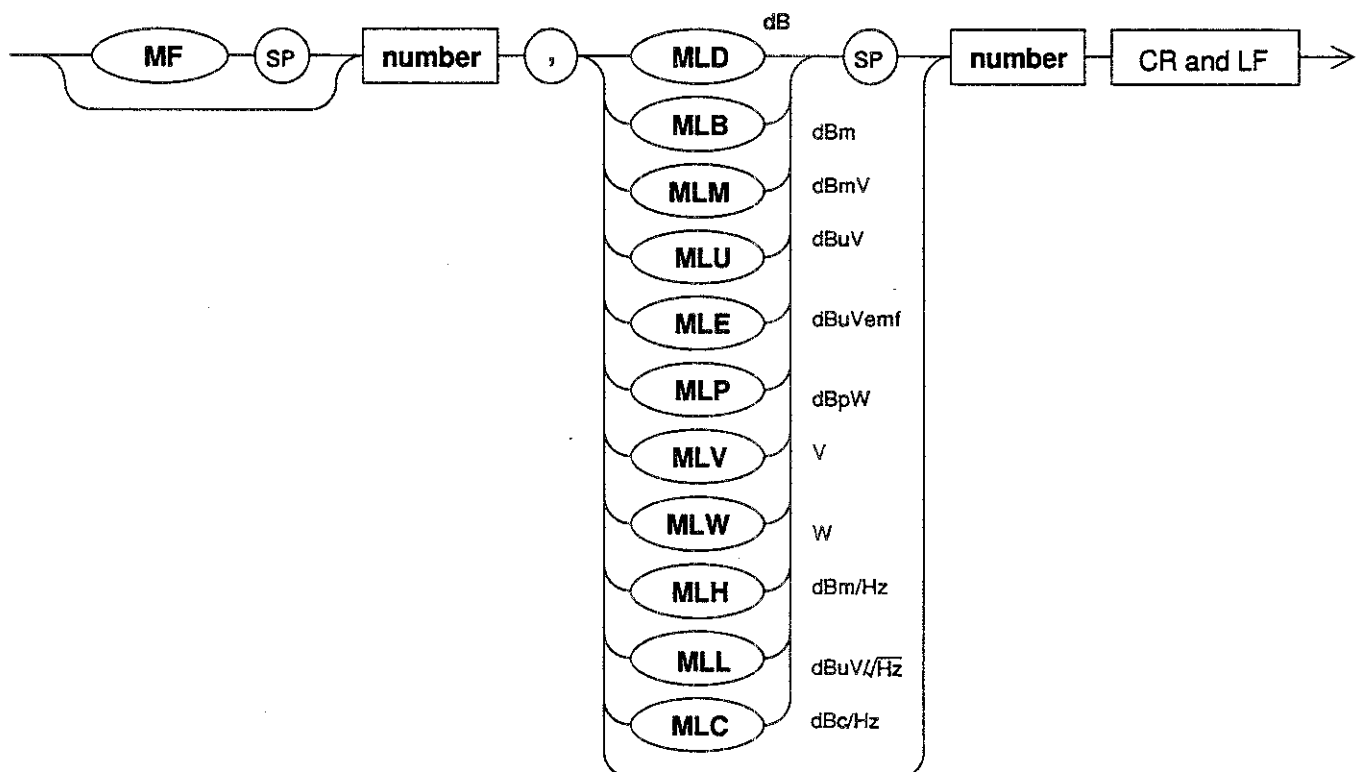 dB
MF SP number , MLD SP number CR and LF
MLB dBm
MLM dBmV
MLU dBuV
MLE dBuVemf
MLP dBpW
MLV V
MLW W
MLH dBm/Hz
MLL dBuV/√Hz
MLC dBc/Hz